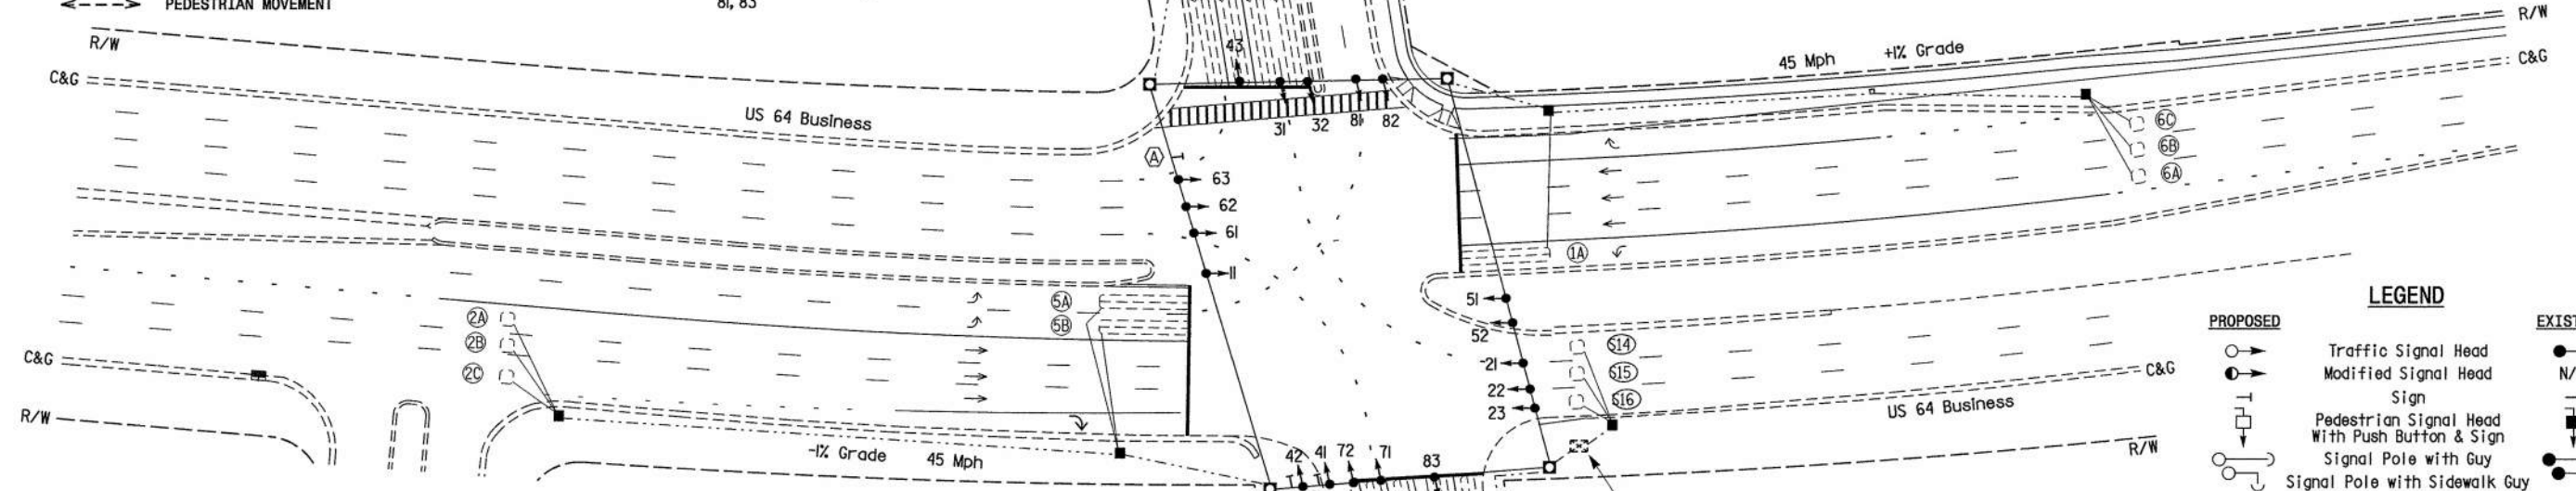 PEDESTRIAN MOVEMENT
81, 83
R/W
C&G
US 64 Business
43
31
32
81
82
45 Mph +1% Grade
R/W
C&G
6C
6B
6A
A
63
62
61
11
1A
51
52
21
22
23
2A
2B
2C
5A
5B
S14
S15
S16
C&G
R/W
-1% Grade 45 Mph
42
41
72
71
83
US 64 Business
C&G
R/W
LEGEND
PROPOSED
Traffic Signal Head
Modified Signal Head
N/
Sign
Pedestrian Signal Head
With Push Button & Sign
Signal Pole with Guy
Signal Pole with Sidewalk Guy